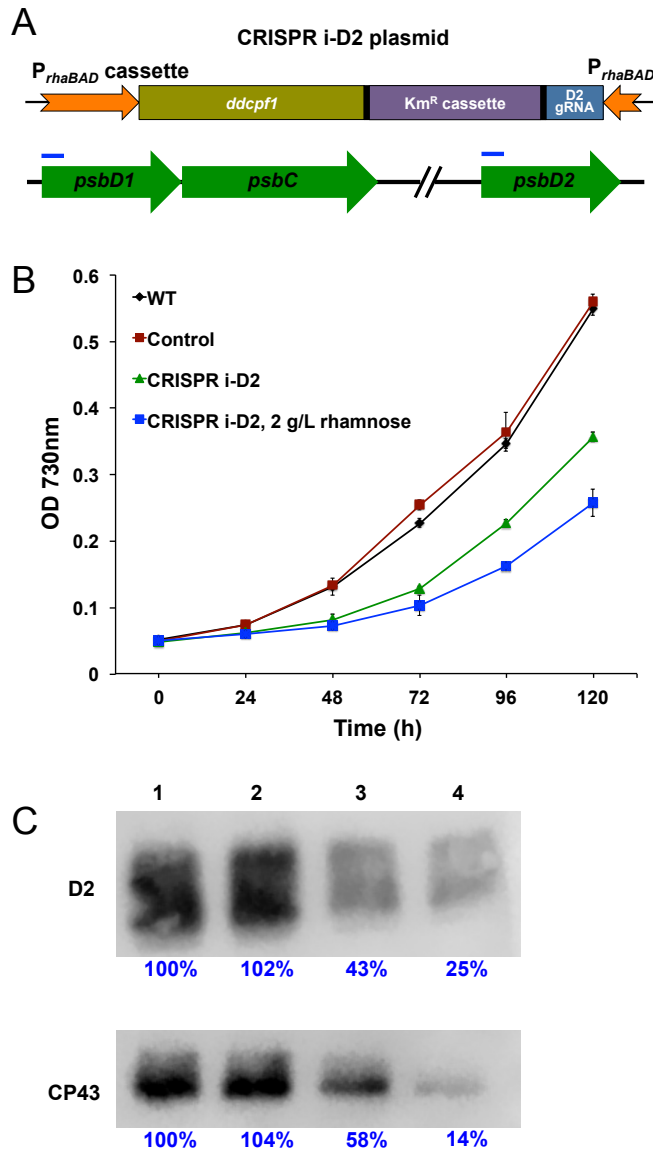 A
CRISPR i-D2 plasmid
PrhaBAD cassette
PrhaBAD
ddcpf1
KmR cassette
D2
gRNA
psbD1
psbC
psbD2
B
0.6
0.5
0.4
0.3
0.2
0.1
0
OD 730nm
WT
Control
CRISPR i-D2
CRISPR i-D2, 2 g/L rhamnose
0 24 48 72 96 120
Time (h)
C
1 2 3 4
D2
100% 102% 43% 25%
CP43
100% 104% 58% 14%